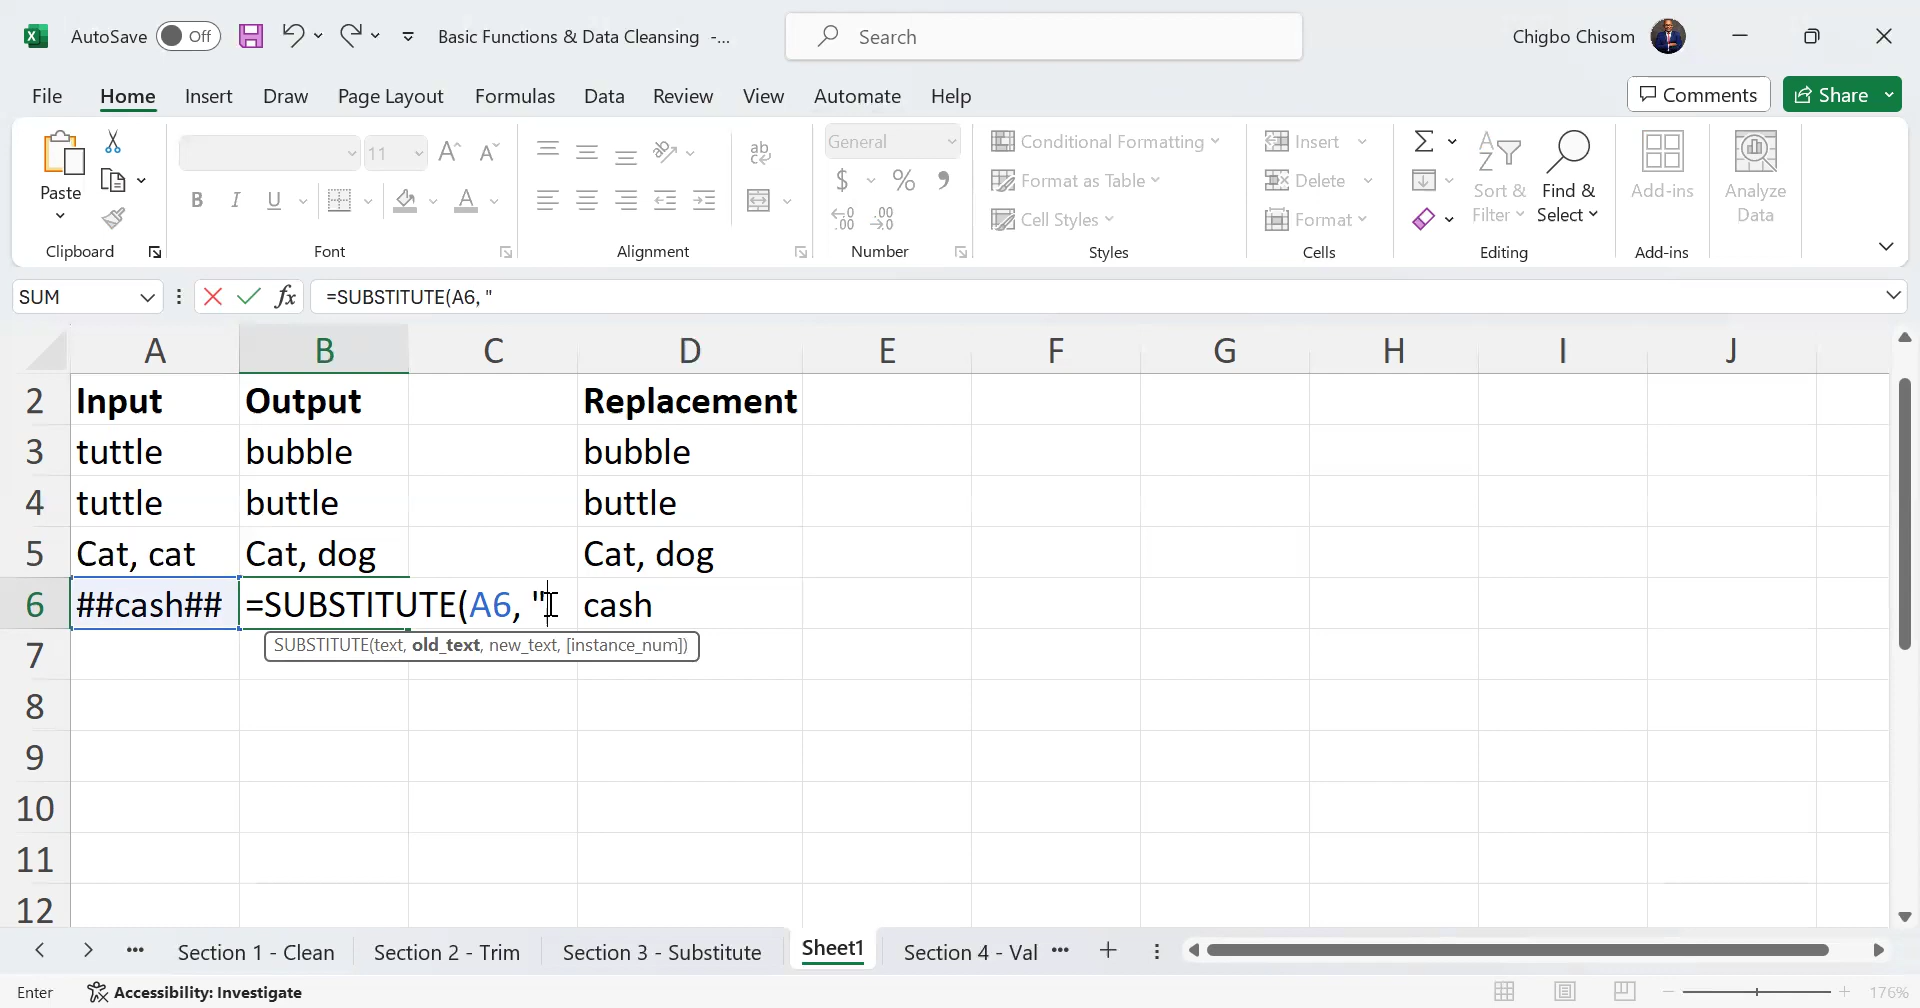 AutoSave Off Basic Functions & Data Cleansing -... Search Chigbo Chisom
File Home Insert Draw Page Layout Formulas Data Review View Automate Help Comments Share
Paste
Clipboard
11
B I U A
Font
ab
Alignment
General
$ % ,
Number
Conditional Formatting
Format as Table
Cell Styles
Styles
Insert
Delete
Format
Cells
Sort & Filter
Find & Select
Editing
Add-ins
Add-ins
Analyze Data
SUM fx =SUBSTITUTE(A6, "
A B C D E F G H I J
2 Input Output Replacement
3 tuttle bubble bubble
4 tuttle buttle buttle
5 Cat, cat Cat, dog Cat, dog
6 ##cash## =SUBSTITUTE(A6, " cash
SUBSTITUTE(text, old_text, new_text, [instance_num])
7
8
9
10
11
12
Section 1 - Clean Section 2 - Trim Section 3 - Substitute Sheet1 Section 4 - Val
Enter Accessibility: Investigate 176%